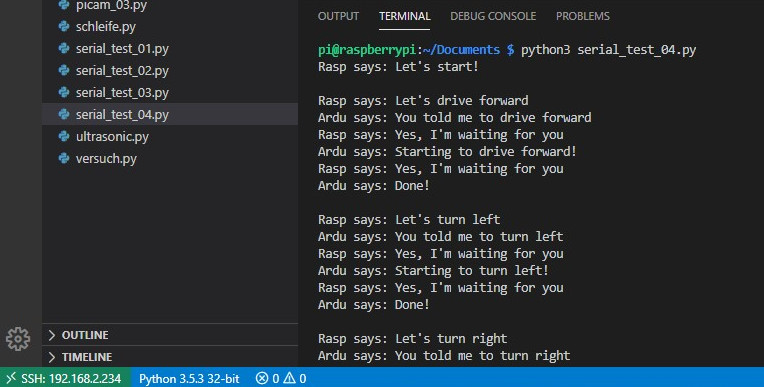 picam_03.py
schleife.py
serial_test_01.py
serial_test_02.py
serial_test_03.py
serial_test_04.py
ultrasonic.py
versuch.py
OUTLINE
TIMELINE
OUTPUT TERMINAL DEBUG CONSOLE PROBLEMS
pi@raspberrypi:~/Documents $ python3 serial_test_04.py
Rasp says: Let's start!
Rasp says: Let's drive forward
Ardu says: You told me to drive forward
Rasp says: Yes, I'm waiting for you
Ardu says: Starting to drive forward!
Rasp says: Yes, I'm waiting for you
Ardu says: Done!
Rasp says: Let's turn left
Ardu says: You told me to turn left
Rasp says: Yes, I'm waiting for you
Ardu says: Starting to turn left!
Rasp says: Yes, I'm waiting for you
Ardu says: Done!
Rasp says: Let's turn right
Ardu says: You told me to turn right
SSH: 192.168.2.234 Python 3.5.3 32-bit 0 0